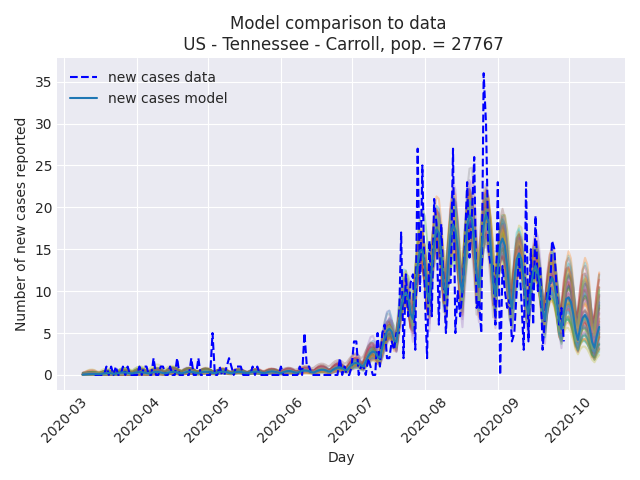 Model comparison to data
US - Tennessee - Carroll, pop. = 27767
new cases data
new cases model
Number of new cases reported
35
30
25
20
15
10
5
0
2020-03
2020-04
2020-05
2020-06
2020-07
2020-08
2020-09
2020-10
Day